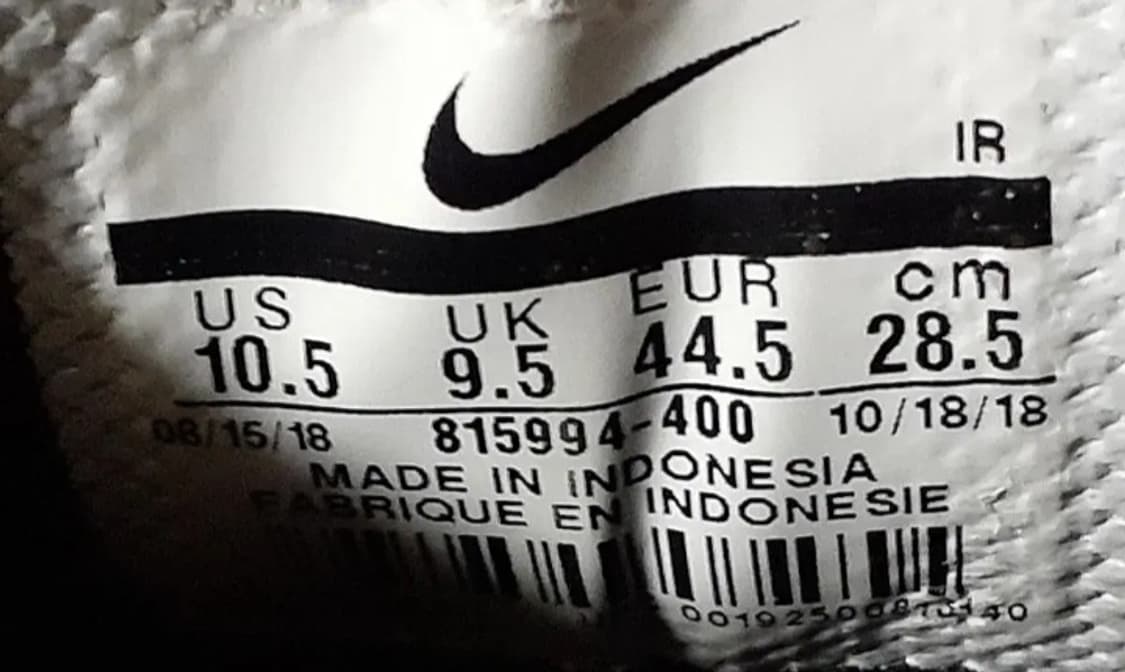 IR
US UK EUR cm
10.5 9.5 44.5 28.5
08/15/18 815994-400 10/18/18
MADE IN INDONESIA
FABRIQUE EN INDONESIE